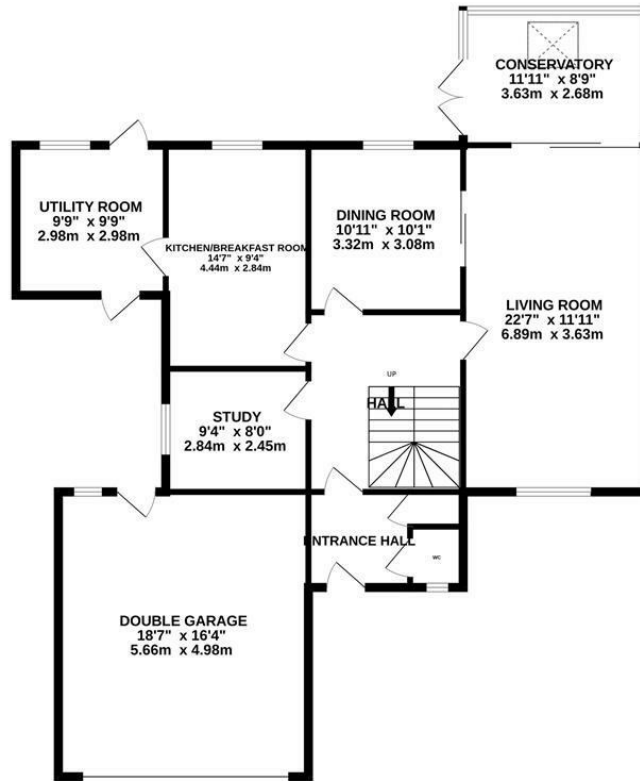 CONSERVATORY
11'11" x 8'9"
3.63m x 2.68m
UTILITY ROOM
9'9" x 9'9"
2.98m x 2.98m
KITCHEN/BREAKFAST ROOM
14'7" x 9'4"
4.44m x 2.84m
DINING ROOM
10'11" x 10'1"
3.32m x 3.08m
LIVING ROOM
22'7" x 11'11"
6.89m x 3.63m
UP
HALL
STUDY
9'4" x 8'0"
2.84m x 2.45m
ENTRANCE HALL
WC
DOUBLE GARAGE
18'7" x 16'4"
5.66m x 4.98m